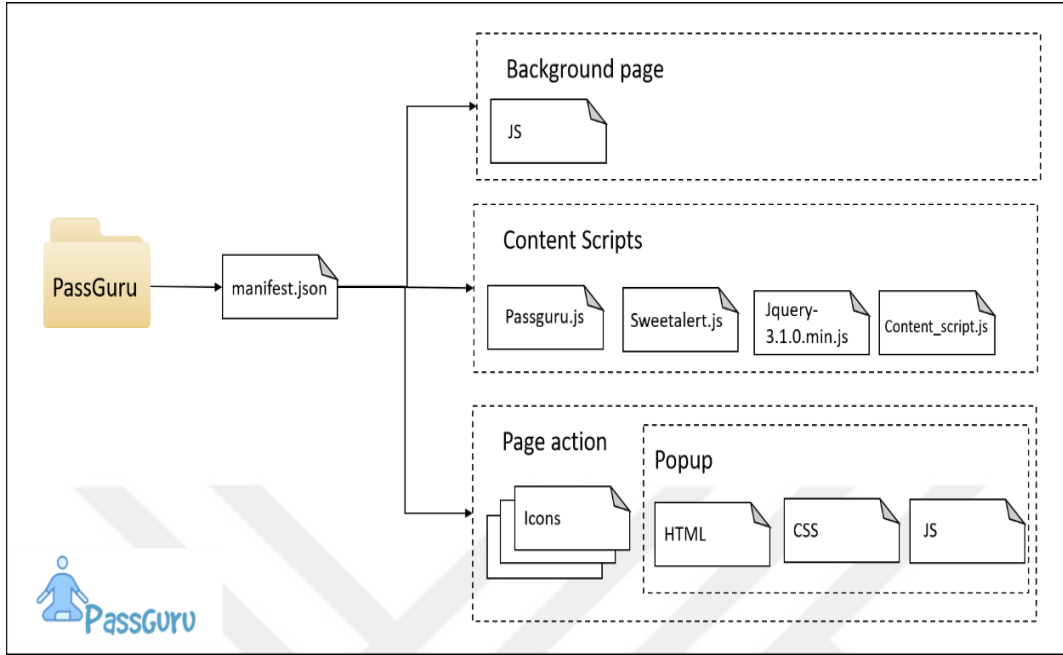 Background page
JS
PassGuru
manifest.json
Content Scripts
Passguru.js
Sweetalert.js
Jquery-
3.1.0.min.js
Content_script.js
Page action
Icons
Popup
HTML
CSS
JS
PassGuru